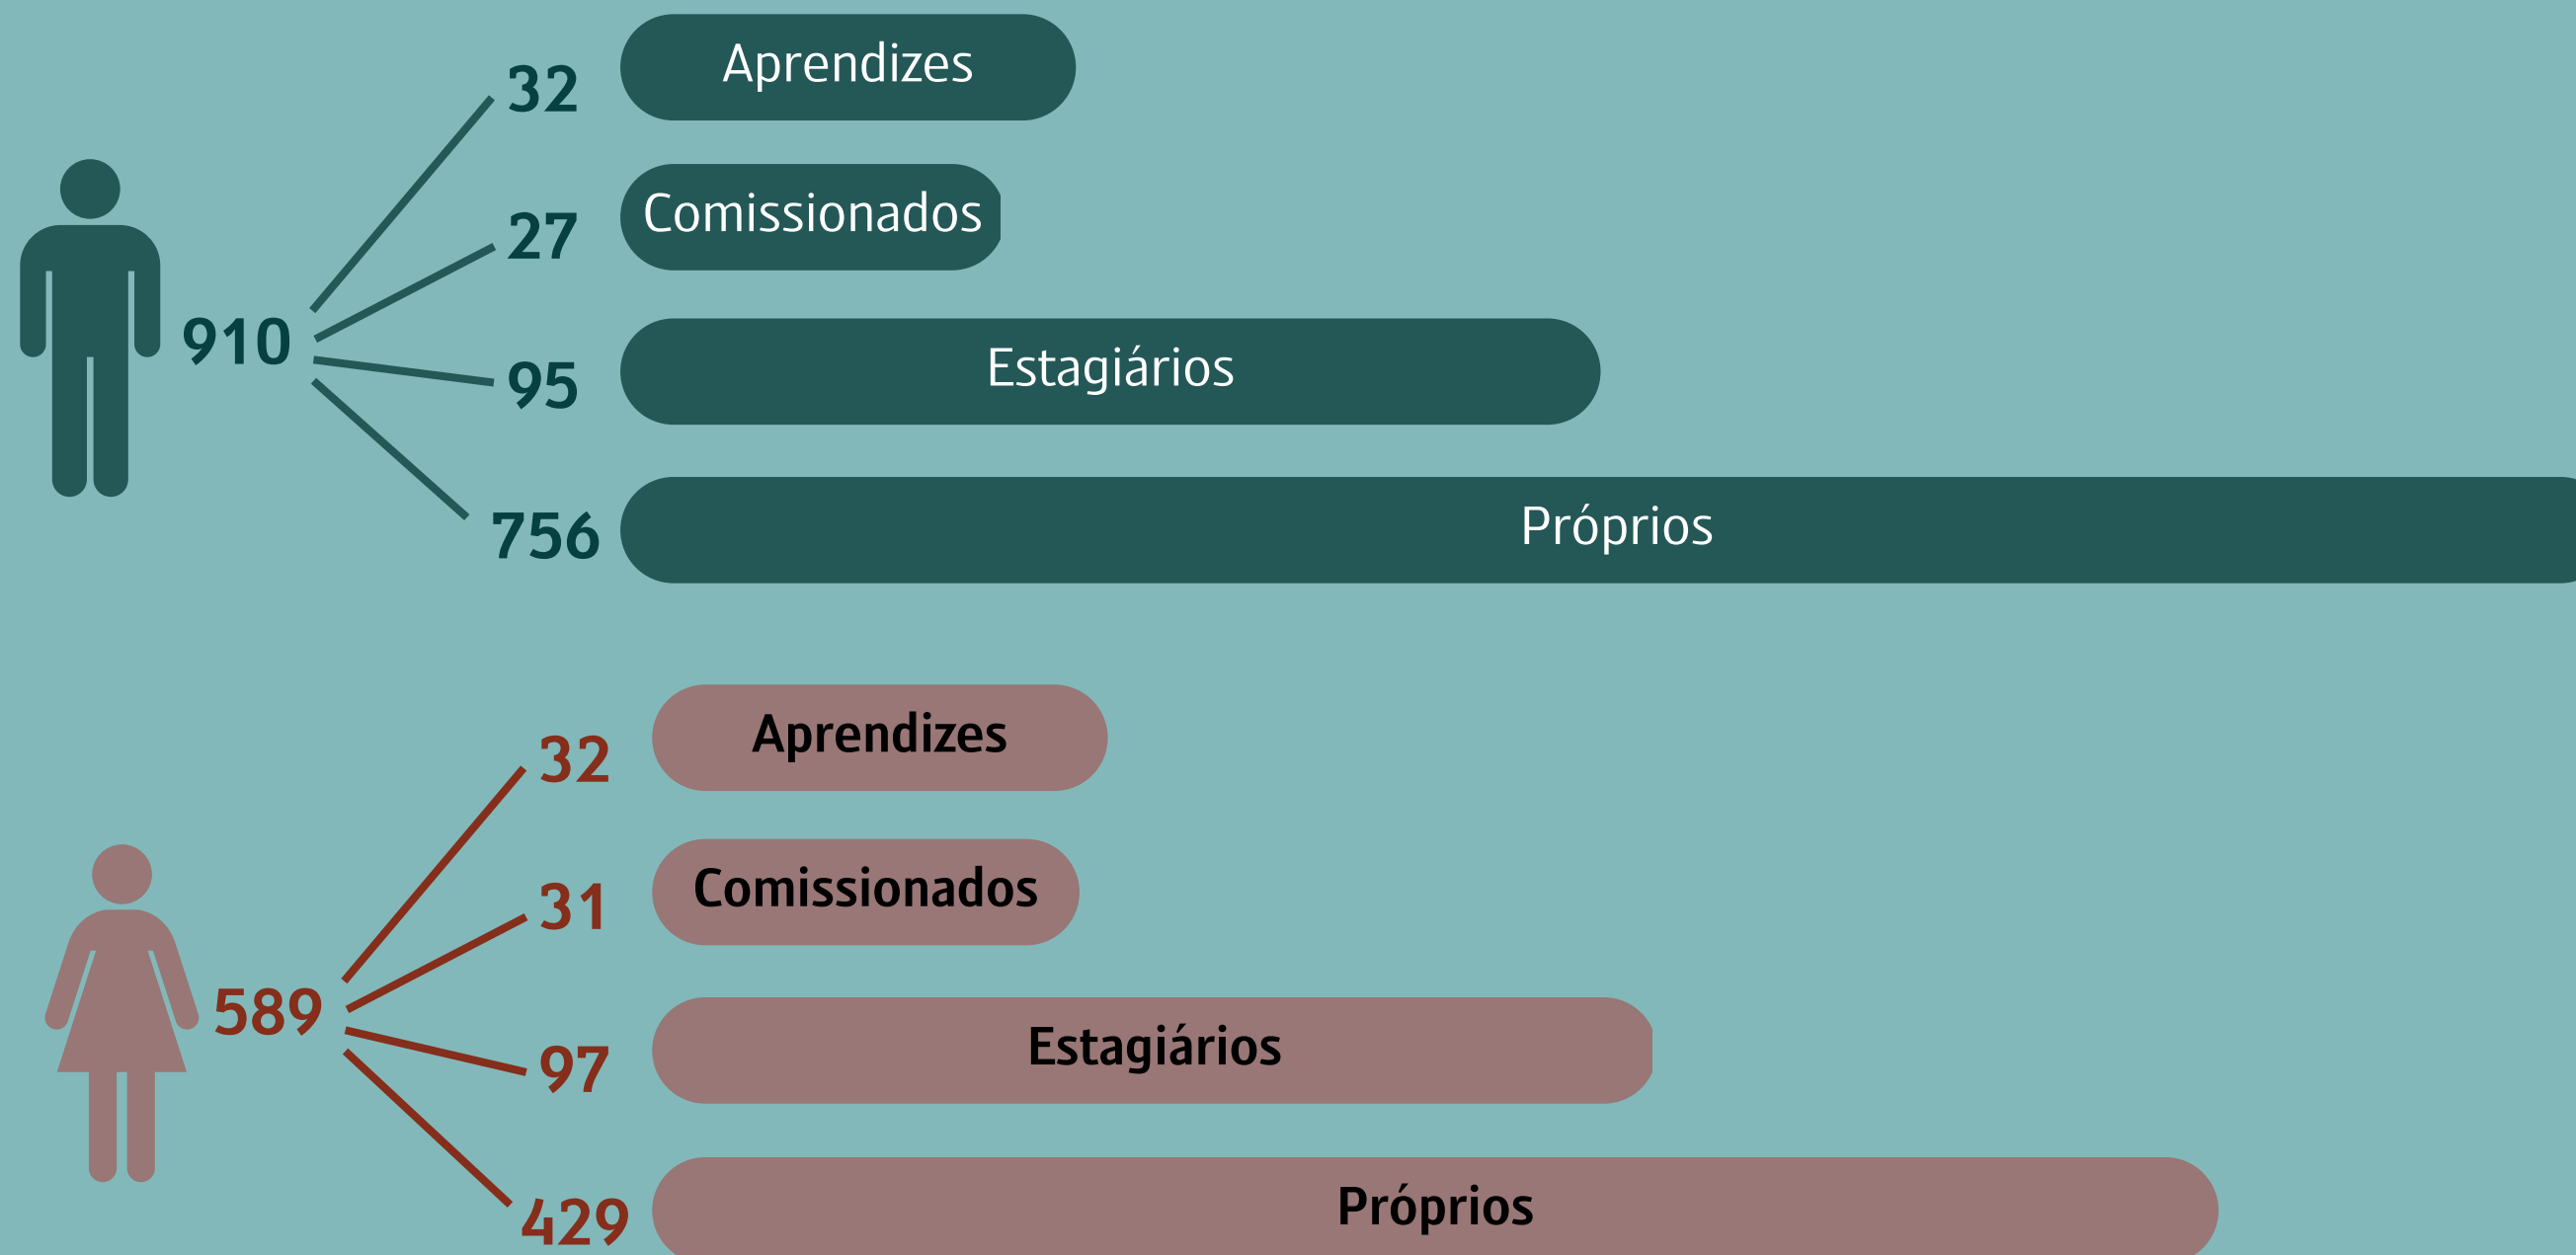 32 Aprendizes
27 Comissionados
910
95 Estagiários
756 Próprios
32 Aprendizes
31 Comissionados
589
97 Estagiários
429 Próprios